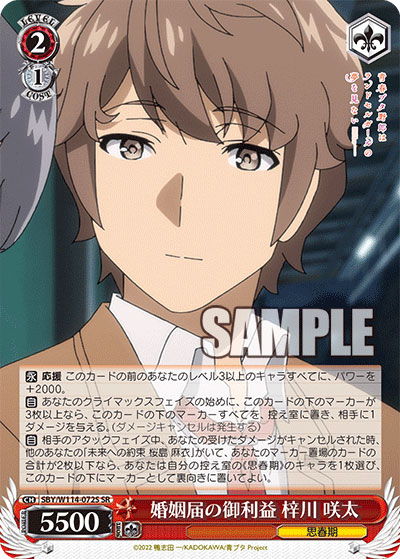 LEVEL
2
1
COST
青春ブタ野郎は
ランドセルガールの
夢を見ない
SAMPLE
永 応援 このカードの前のあなたのレベル3以上のキャラすべてに、パワーを
+2000。
自 あなたのクライマックスフェイズの始めに、このカードの下のマーカーが
3枚以上なら、このカードの下のマーカーすべてを、控え室に置き、相手に1
ダメージを与える。(ダメージキャンセルは発生する)
自 相手のアタックフェイズ中、あなたの受けたダメージがキャンセルされた時、
他のあなたの「未来への約束 桜島 麻衣」がいて、あなたのマーカー置場のカード
の合計が2枚以下なら、あなたは自分の控え室の《思春期》のキャラを1枚選び、
このカードの下にマーカーとして裏向きに置いてよい。
CH SBY/W114-072S SR
5500
婚姻届の御利益 梓川 咲太
思春期
©2022 鴨志田 一/KADOKAWA/青ブタ Project